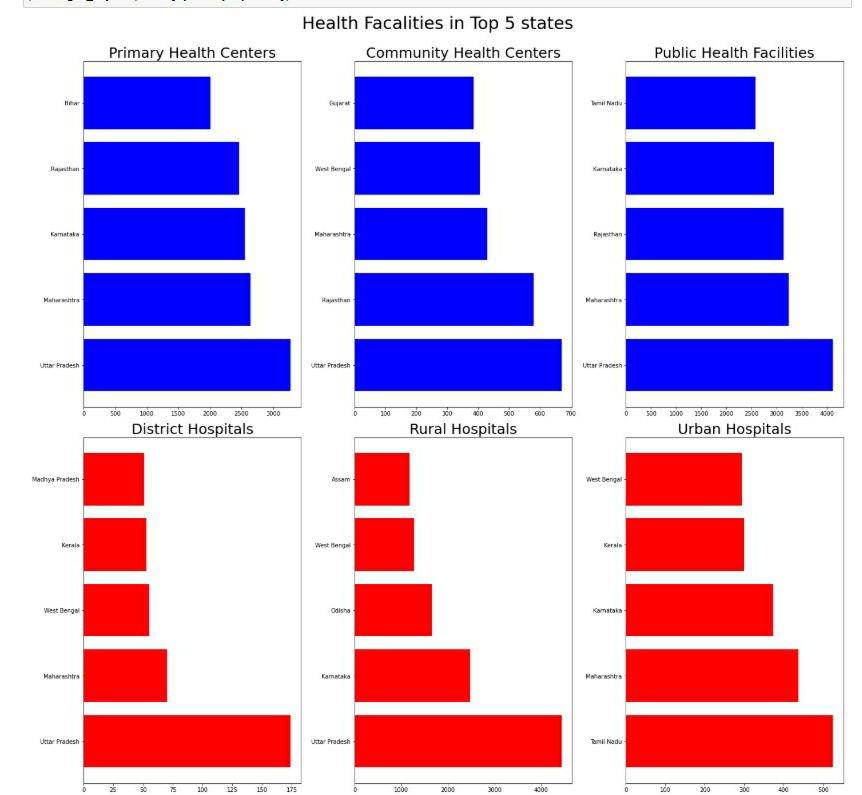 Health Facalities in Top 5 states
Primary Health Centers
Bihar
Rajasthan
Karnataka
Maharashtra
Uttar Pradesh
0 500 1000 1500 2000 2500 3000
Community Health Centers
Gujarat
West Bengal
Maharashtra
Rajasthan
Uttar Pradesh
0 100 200 300 400 500 600 700
Public Health Facilities
Tamil Nadu
Karnataka
Rajasthan
Maharashtra
Uttar Pradesh
0 500 1000 1500 2000 2500 3000 3500 4000
District Hospitals
Madhya Pradesh
Kerala
West Bengal
Maharashtra
Uttar Pradesh
0 25 50 75 100 125 150 175
Rural Hospitals
Assam
West Bengal
Odisha
Karnataka
Uttar Pradesh
0 1000 2000 3000 4000
Urban Hospitals
West Bengal
Kerala
Karnataka
Maharashtra
Tamil Nadu
0 100 200 300 400 500